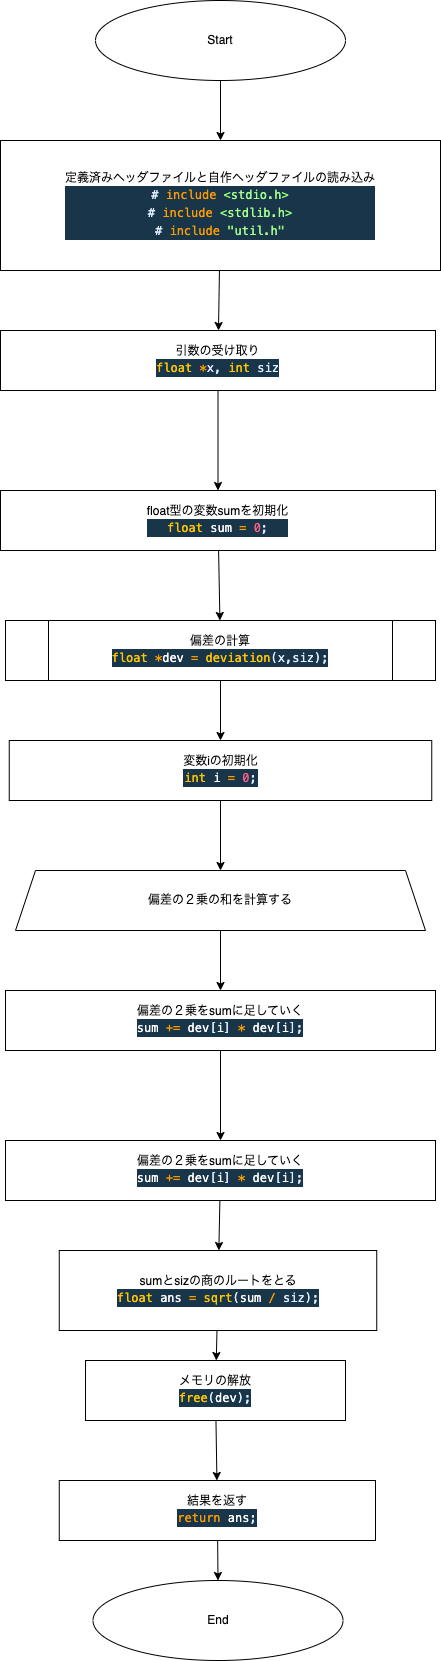 Start
定義済みヘッダファイルと自作ヘッダファイルの読み込み
# include <stdio.h>
# include <stdlib.h>
# include "util.h"
引数の受け取り
float *x, int siz
float型の変数sumを初期化
float sum = 0;
偏差の計算
float *dev = deviation(x,siz);
変数iの初期化
int i = 0;
偏差の２乗の和を計算する
偏差の２乗をsumに足していく
sum += dev[i] * dev[i];
偏差の２乗をsumに足していく
sum += dev[i] * dev[i];
sumとsizの商のルートをとる
float ans = sqrt(sum / siz);
メモリの解放
free(dev);
結果を返す
return ans;
End